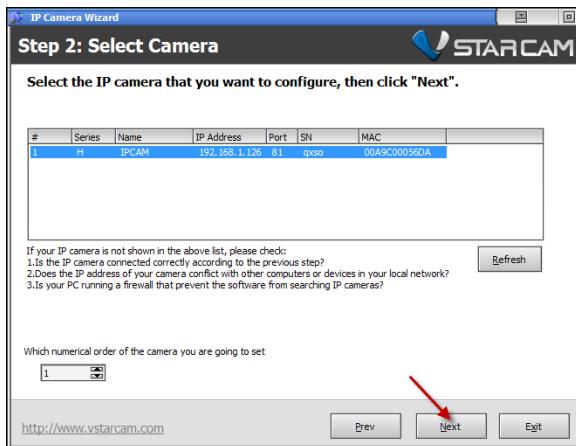 IP Camera Wizard
Step 2: Select Camera
VSTARCAM
Select the IP camera that you want to configure, then click "Next".
# Series Name IP Address Port SN MAC
1 H IPCAM 192.168.1.126 81 qxso 00A9C00056DA
If your IP camera is not shown in the above list, please check:
1.Is the IP camera connected correctly according to the previous step?
2.Does the IP address of your camera conflict with other computers or devices in your local network?
3.Is your PC running a firewall that prevent the software from searching IP cameras?
Refresh
Which numerical order of the camera you are going to set
1
http://www.vstarcam.com
Prev Next Exit